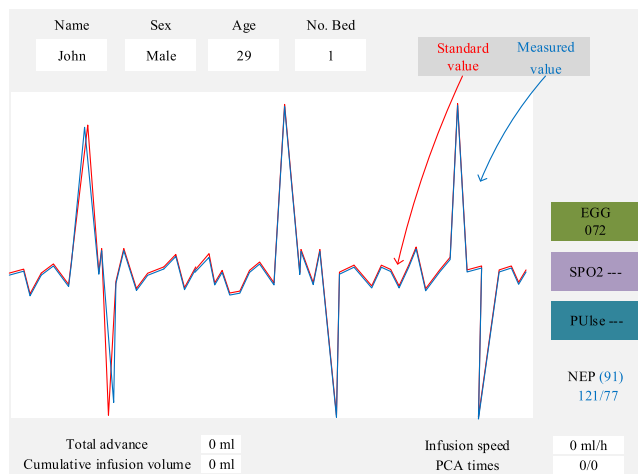 Name Sex Age No. Bed
John Male 29 1
Standard value
Measured value
EGG
072
SPO2 ---
PUlse ---
NEP (91)
121/77
Total advance 0 ml
Cumulative infusion volume 0 ml
Infusion speed 0 ml/h
PCA times 0/0